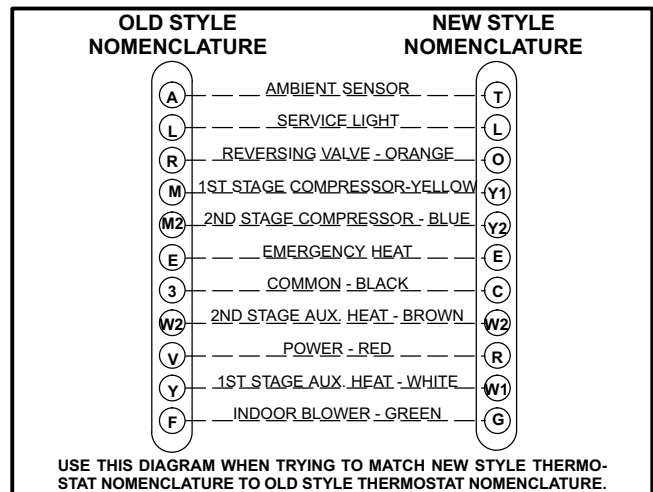 OLD STYLE NOMENCLATURE
NEW STYLE NOMENCLATURE
A AMBIENT SENSOR T
L SERVICE LIGHT L
R REVERSING VALVE - ORANGE O
M 1ST STAGE COMPRESSOR-YELLOW Y1
M2 2ND STAGE COMPRESSOR - BLUE Y2
E EMERGENCY HEAT E
3 COMMON - BLACK C
W2 2ND STAGE AUX. HEAT - BROWN W2
V POWER - RED R
Y 1ST STAGE AUX. HEAT - WHITE W1
F INDOOR BLOWER - GREEN G
USE THIS DIAGRAM WHEN TRYING TO MATCH NEW STYLE THERMO-
STAT NOMENCLATURE TO OLD STYLE THERMOSTAT NOMENCLATURE.